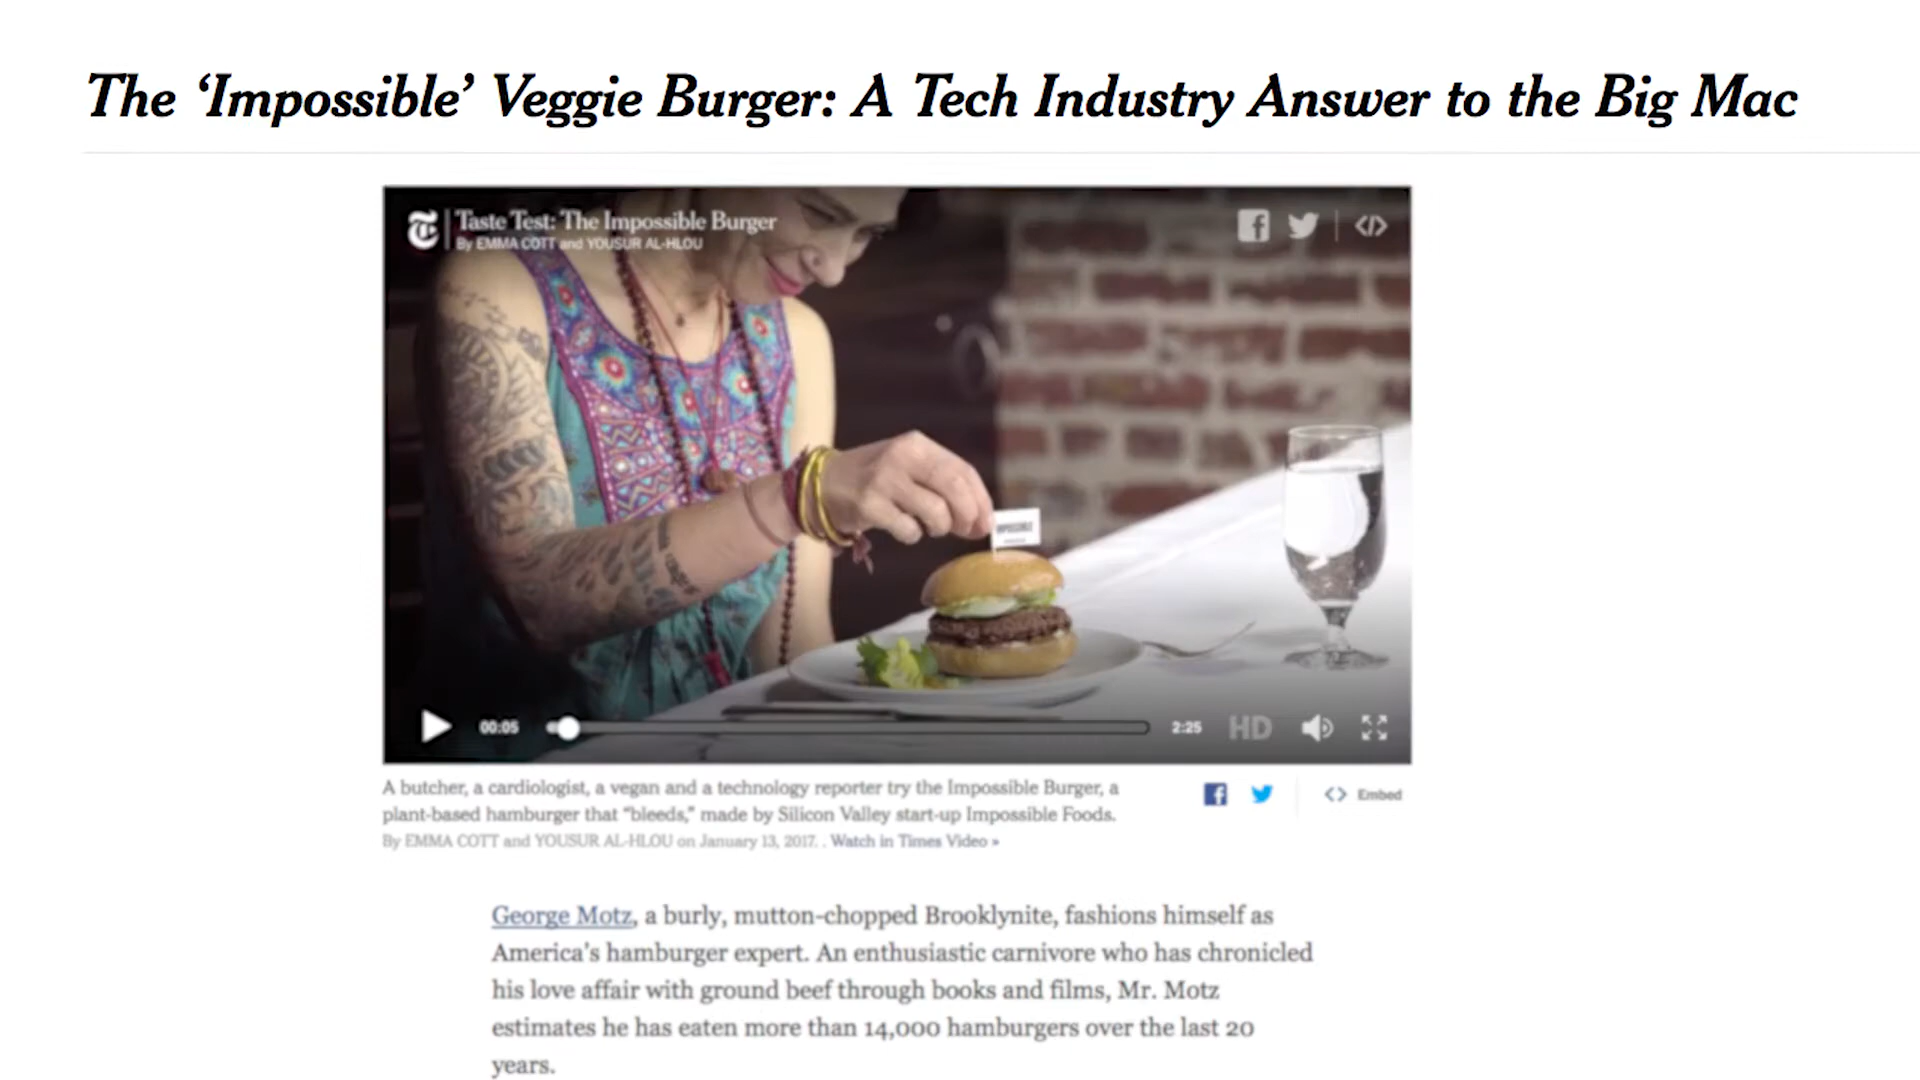 The ‘Impossible’ Veggie Burger: A Tech Industry Answer to the Big Mac
Taste Test: The Impossible Burger
By EMMA COTT and YOUSUR AL-HLOU
IMPOSSIBLE
00:05
2:25
HD
A butcher, a cardiologist, a vegan and a technology reporter try the Impossible Burger, a
plant-based hamburger that “bleeds,” made by Silicon Valley start-up Impossible Foods.
Embed
By EMMA COTT and YOUSUR AL-HLOU on January 13, 2017. . Watch in Times Video »
George Motz, a burly, mutton-chopped Brooklynite, fashions himself as
America's hamburger expert. An enthusiastic carnivore who has chronicled
his love affair with ground beef through books and films, Mr. Motz
estimates he has eaten more than 14,000 hamburgers over the last 20
years.